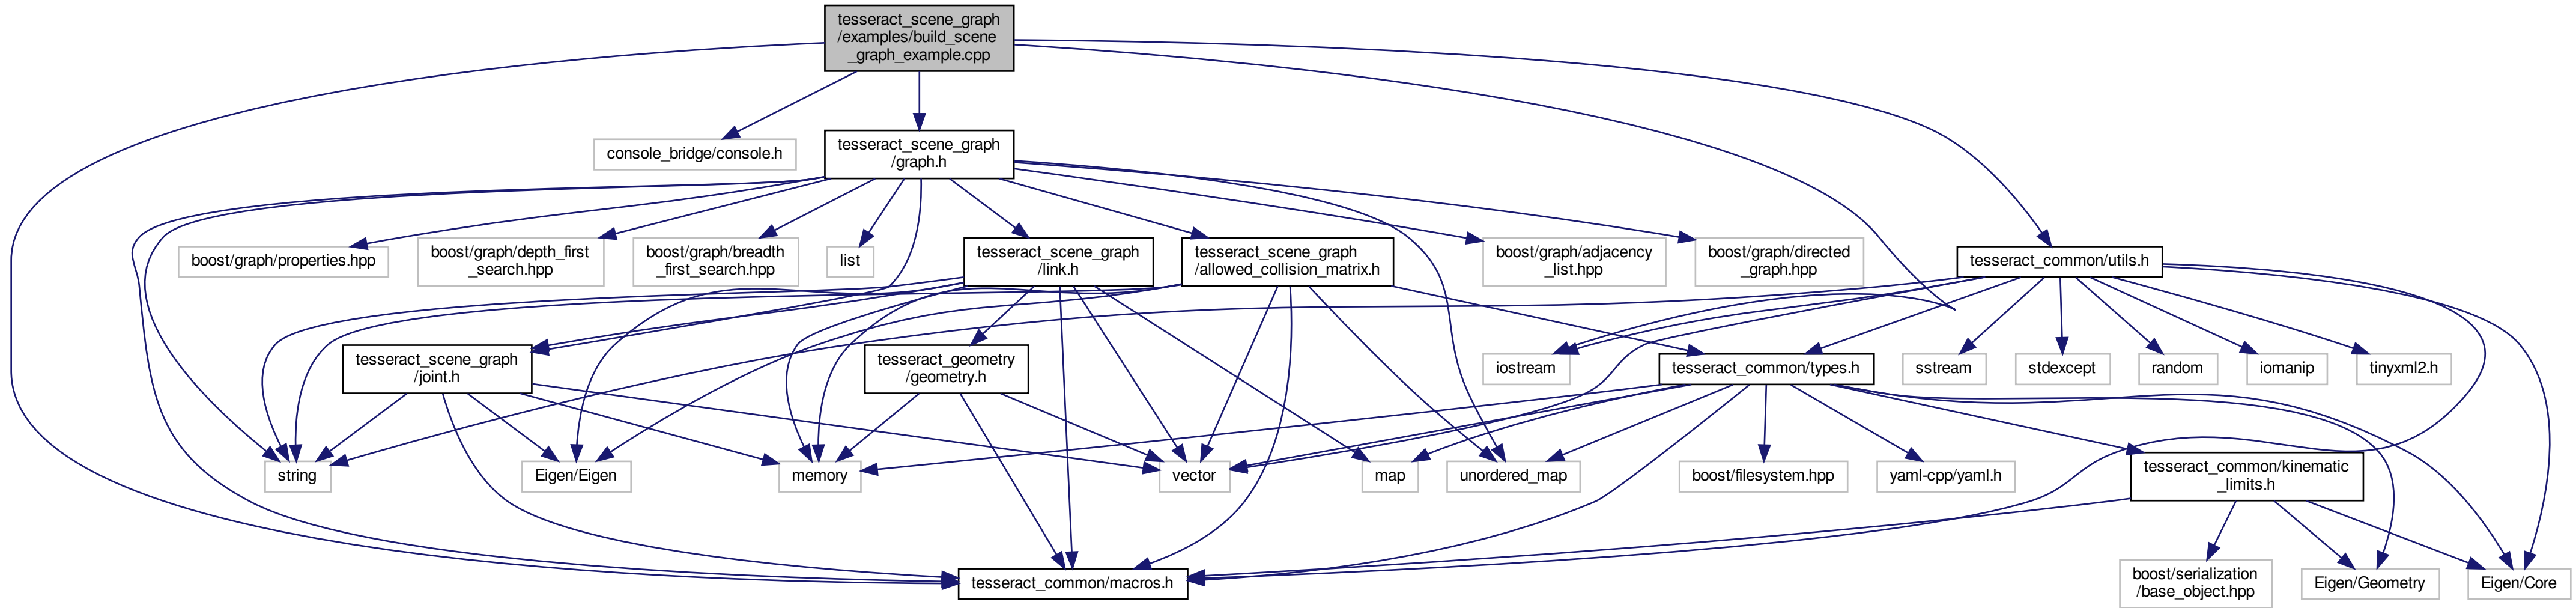 tesseract_scene_graph
/examples/build_scene
_graph_example.cpp
console_bridge/console.h
tesseract_scene_graph
/graph.h
boost/graph/properties.hpp
boost/graph/depth_first
_search.hpp
boost/graph/breadth
_first_search.hpp
list
tesseract_scene_graph
/link.h
tesseract_scene_graph
/allowed_collision_matrix.h
boost/graph/adjacency
_list.hpp
boost/graph/directed
_graph.hpp
tesseract_common/utils.h
tesseract_scene_graph
/joint.h
tesseract_geometry
/geometry.h
iostream
tesseract_common/types.h
sstream
stdexcept
random
iomanip
tinyxml2.h
string
Eigen/Eigen
memory
vector
map
unordered_map
boost/filesystem.hpp
yaml-cpp/yaml.h
tesseract_common/kinematic
_limits.h
tesseract_common/macros.h
boost/serialization
/base_object.hpp
Eigen/Geometry
Eigen/Core